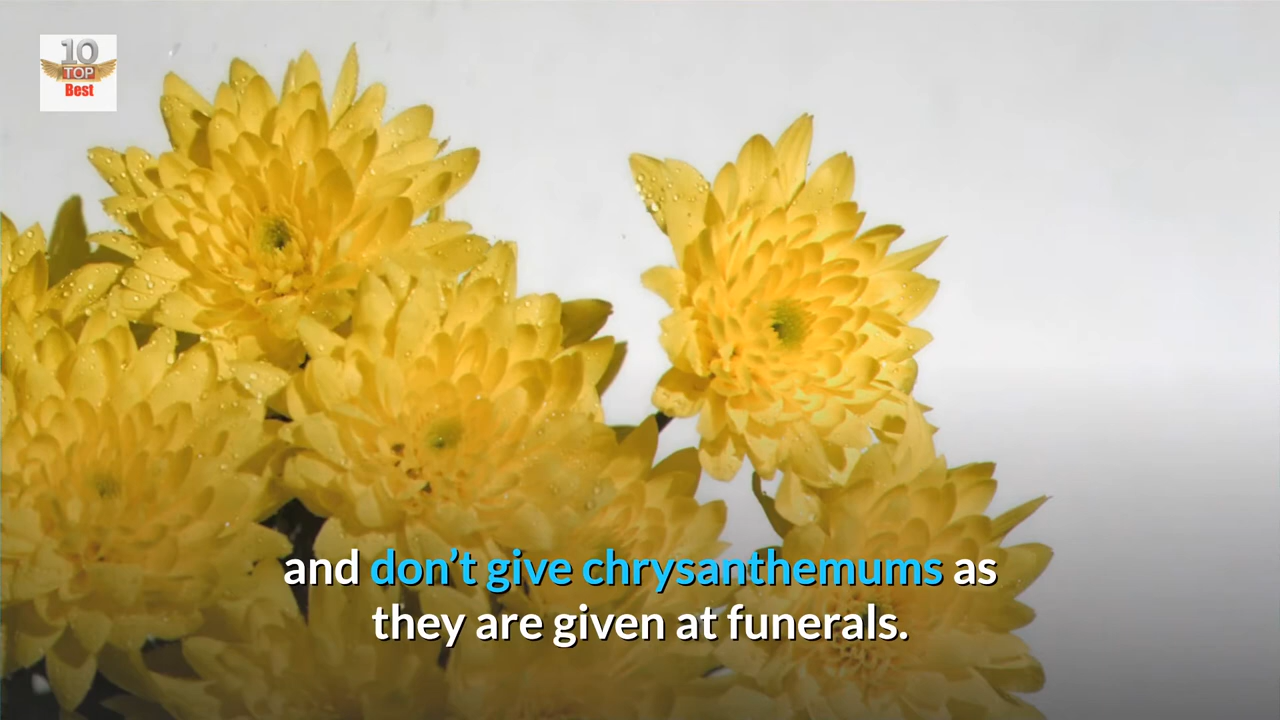 10
TOP
Best
and don't give chrysanthemums as
they are given at funerals.